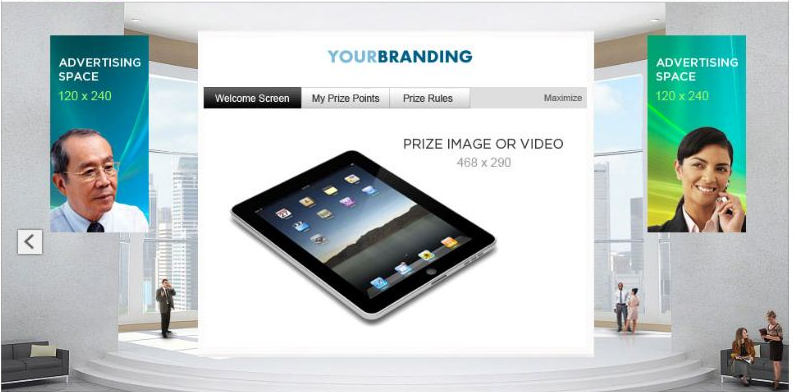 YOURBRANDING
ADVERTISING
SPACE
120 x 240
Welcome Screen
My Prize Points
Prize Rules
Maximize
PRIZE IMAGE OR VIDEO
468 x 290
ADVERTISING
SPACE
120 x 240